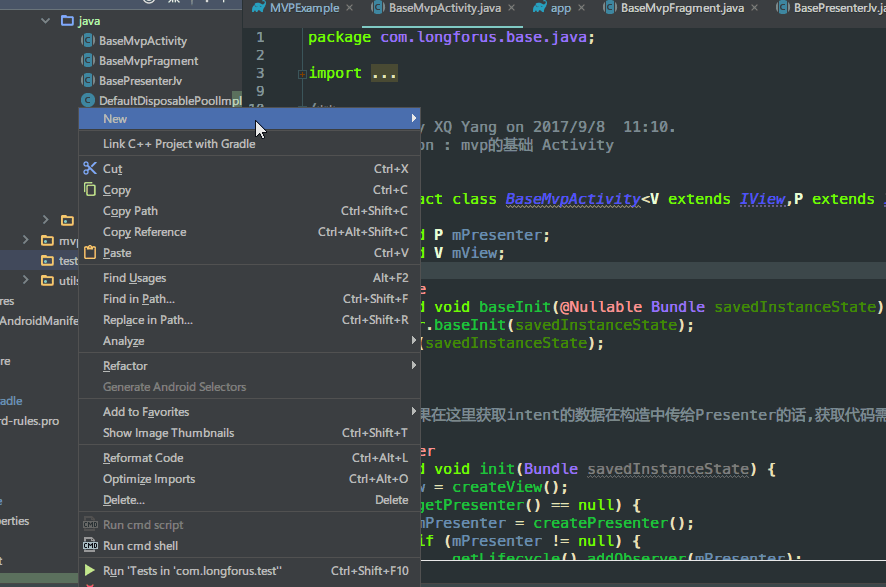 MVPExample
BaseMvpActivity.java
app
BaseMvpFragment.java
BasePresenterJv.ja
java
BaseMvpActivity
BaseMvpFragment
BasePresenterJv
DefaultDisposablePoolImpl
mvp
test
utils
res
AndroidManife
re
adle
rd-rules.pro
e
erties
t
New
Link C++ Project with Gradle
Cut Ctrl+X
Copy Ctrl+C
Copy Path Ctrl+Shift+C
Copy Reference Ctrl+Alt+Shift+C
Paste Ctrl+V
Find Usages Alt+F2
Find in Path... Ctrl+Shift+F
Replace in Path... Ctrl+Shift+R
Analyze
Refactor
Generate Android Selectors
Add to Favorites
Show Image Thumbnails Ctrl+Shift+T
Reformat Code Ctrl+Alt+L
Optimize Imports Ctrl+Alt+O
Delete... Delete
Run cmd script
Run cmd shell
Run 'Tests in 'com.longforus.test'' Ctrl+Shift+F10
1 package com.longforus.base.java;
2
3 import ...
9
y XQ Yang on 2017/9/8 11:10.
on : mvp的基础 Activity
act class BaseMvpActivity<V extends IView,P extends
d P mPresenter;
d V mView;
e
d void baseInit(@Nullable Bundle savedInstanceState)
r.baseInit(savedInstanceState);
(savedInstanceState);
果在这里获取intent的数据在构造中传给Presenter的话,获取代码需
er
d void init(Bundle savedInstanceState) {
w = createView();
getPresenter() == null) {
mPresenter = createPresenter();
if (mPresenter != null) {
getLifecycle().addObserver(mPresenter);